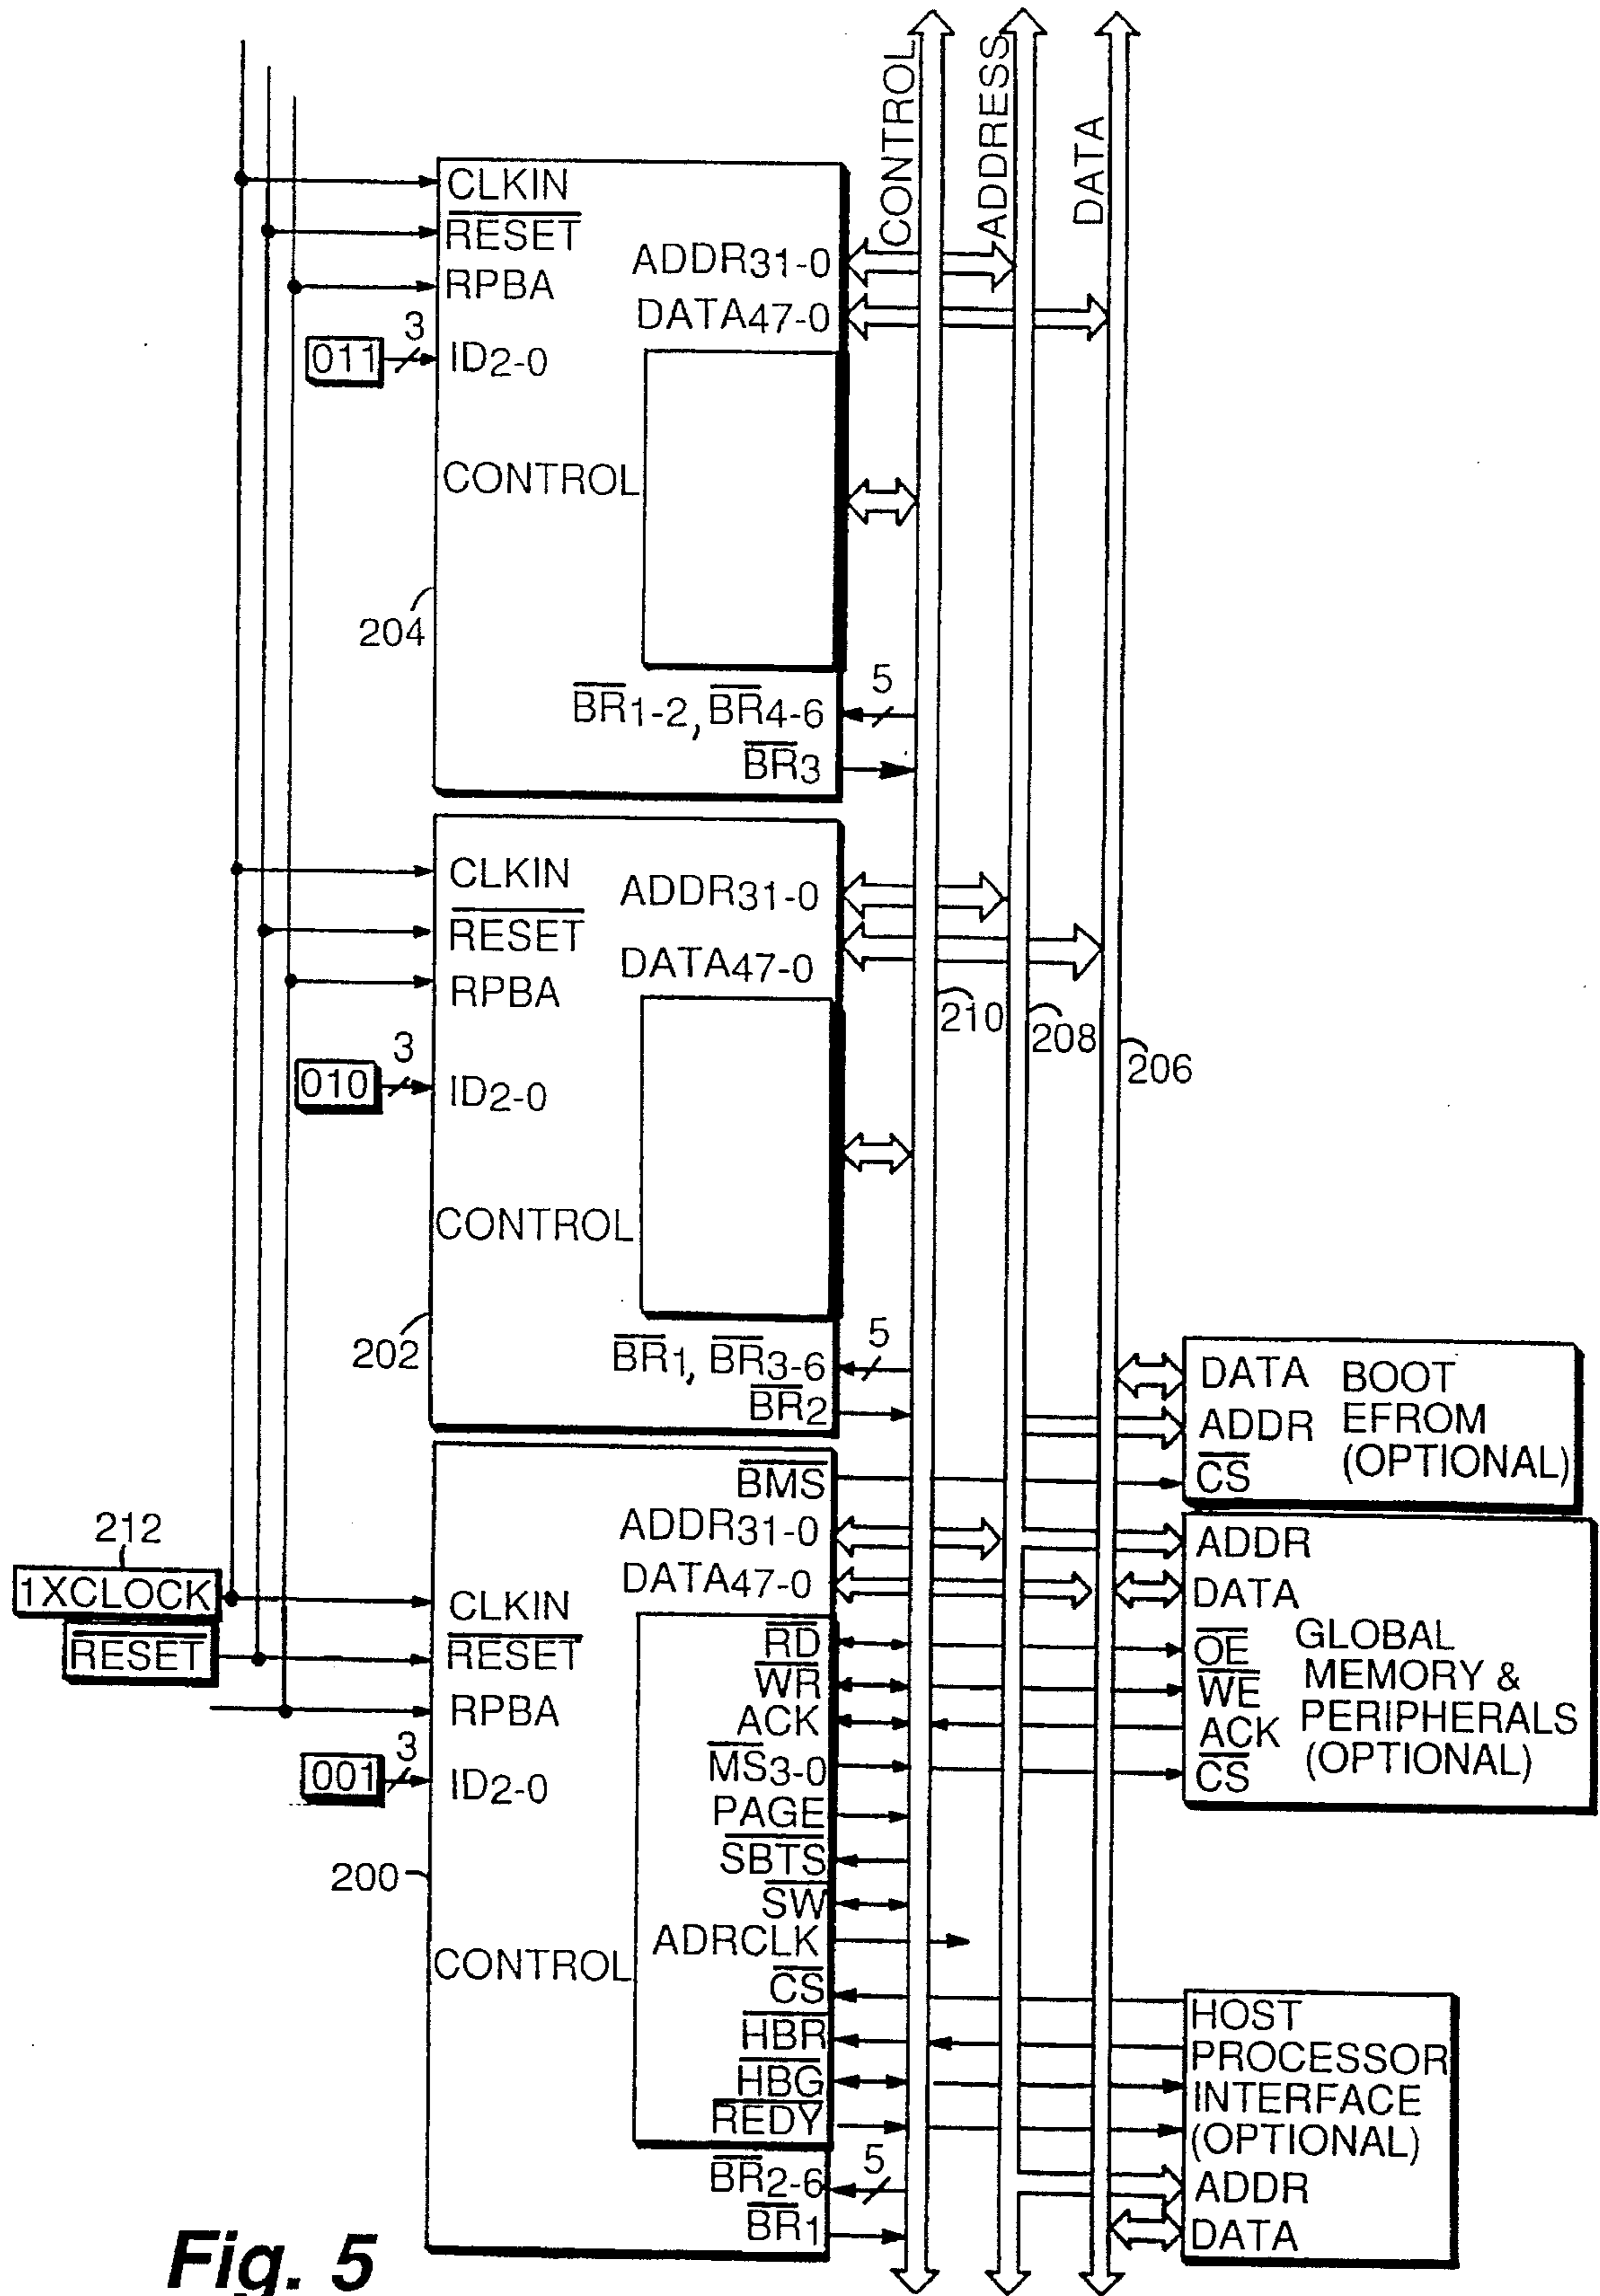 CONTROL
ADDRESS
DATA
CLKIN
RESET
RPBA
3
011
ID2-0
ADDR31-0
DATA47-0
CONTROL
204
5
BR1-2, BR4-6
BR3
CLKIN
RESET
RPBA
3
010
ID2-0
ADDR31-0
DATA47-0
210
208
206
CONTROL
202
5
BR1, BR3-6
BR2
DATA
ADDR
CS
BOOT
EFROM
(OPTIONAL)
212
1XCLOCK
RESET
CLKIN
RESET
RPBA
3
001
ID2-0
200
CONTROL
BMS
ADDR31-0
DATA47-0
RD
WR
ACK
MS3-0
PAGE
SBTS
SW
ADRCLK
CS
HBR
HBG
REDY
5
BR2-6
BR1
ADDR
DATA
OE
WE
ACK
CS
GLOBAL
MEMORY &
PERIPHERALS
(OPTIONAL)
HOST
PROCESSOR
INTERFACE
(OPTIONAL)
ADDR
DATA
Fig. 5